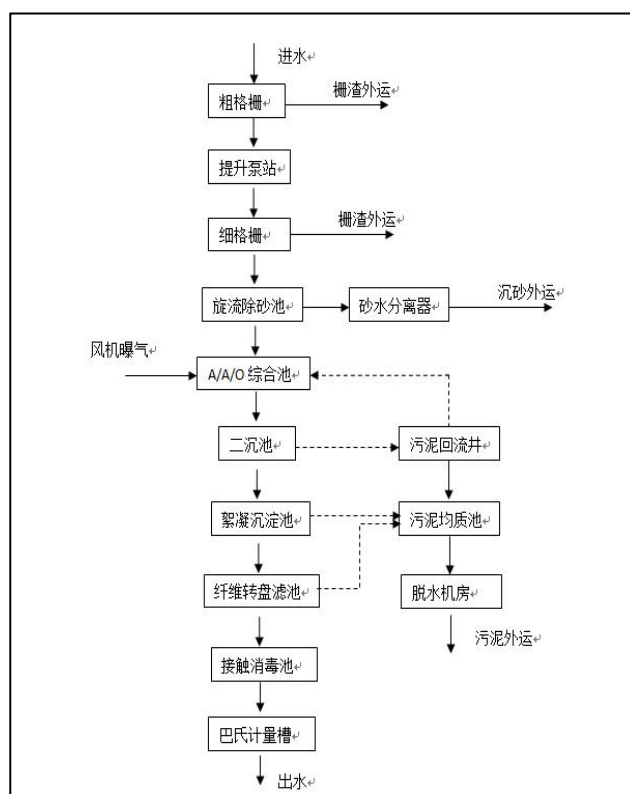 进水
粗格栅
栅渣外运
提升泵站
细格栅
栅渣外运
旋流除砂池
砂水分离器
沉砂外运
风机曝气
A/A/O 综合池
二沉池
污泥回流井
絮凝沉淀池
污泥均质池
纤维转盘滤池
脱水机房
污泥外运
接触消毒池
巴氏计量槽
出水